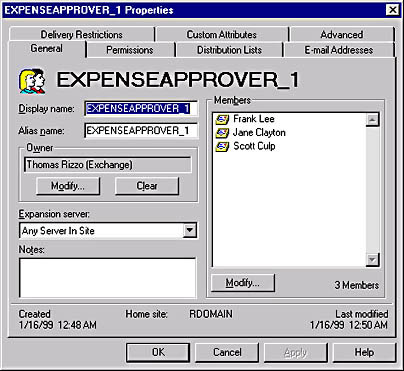 EXPENSEAPPROVER_1 Properties
Delivery Restrictions Custom Attributes Advanced
General Permissions Distribution Lists E-mail Addresses
EXPENSEAPPROVER_1
Display name: EXPENSEAPPROVER_1
Alias name: EXPENSEAPPROVER_1
Owner
Thomas Rizzo (Exchange)
Modify... Clear
Expansion server:
Any Server In Site
Notes:
Members
Frank Lee
Jane Clayton
Scott Culp
Modify... 3 Members
Created Home site: RDOMAIN Last modified
1/16/99 12:48 AM 1/16/99 12:50 AM
OK Cancel Apply Help